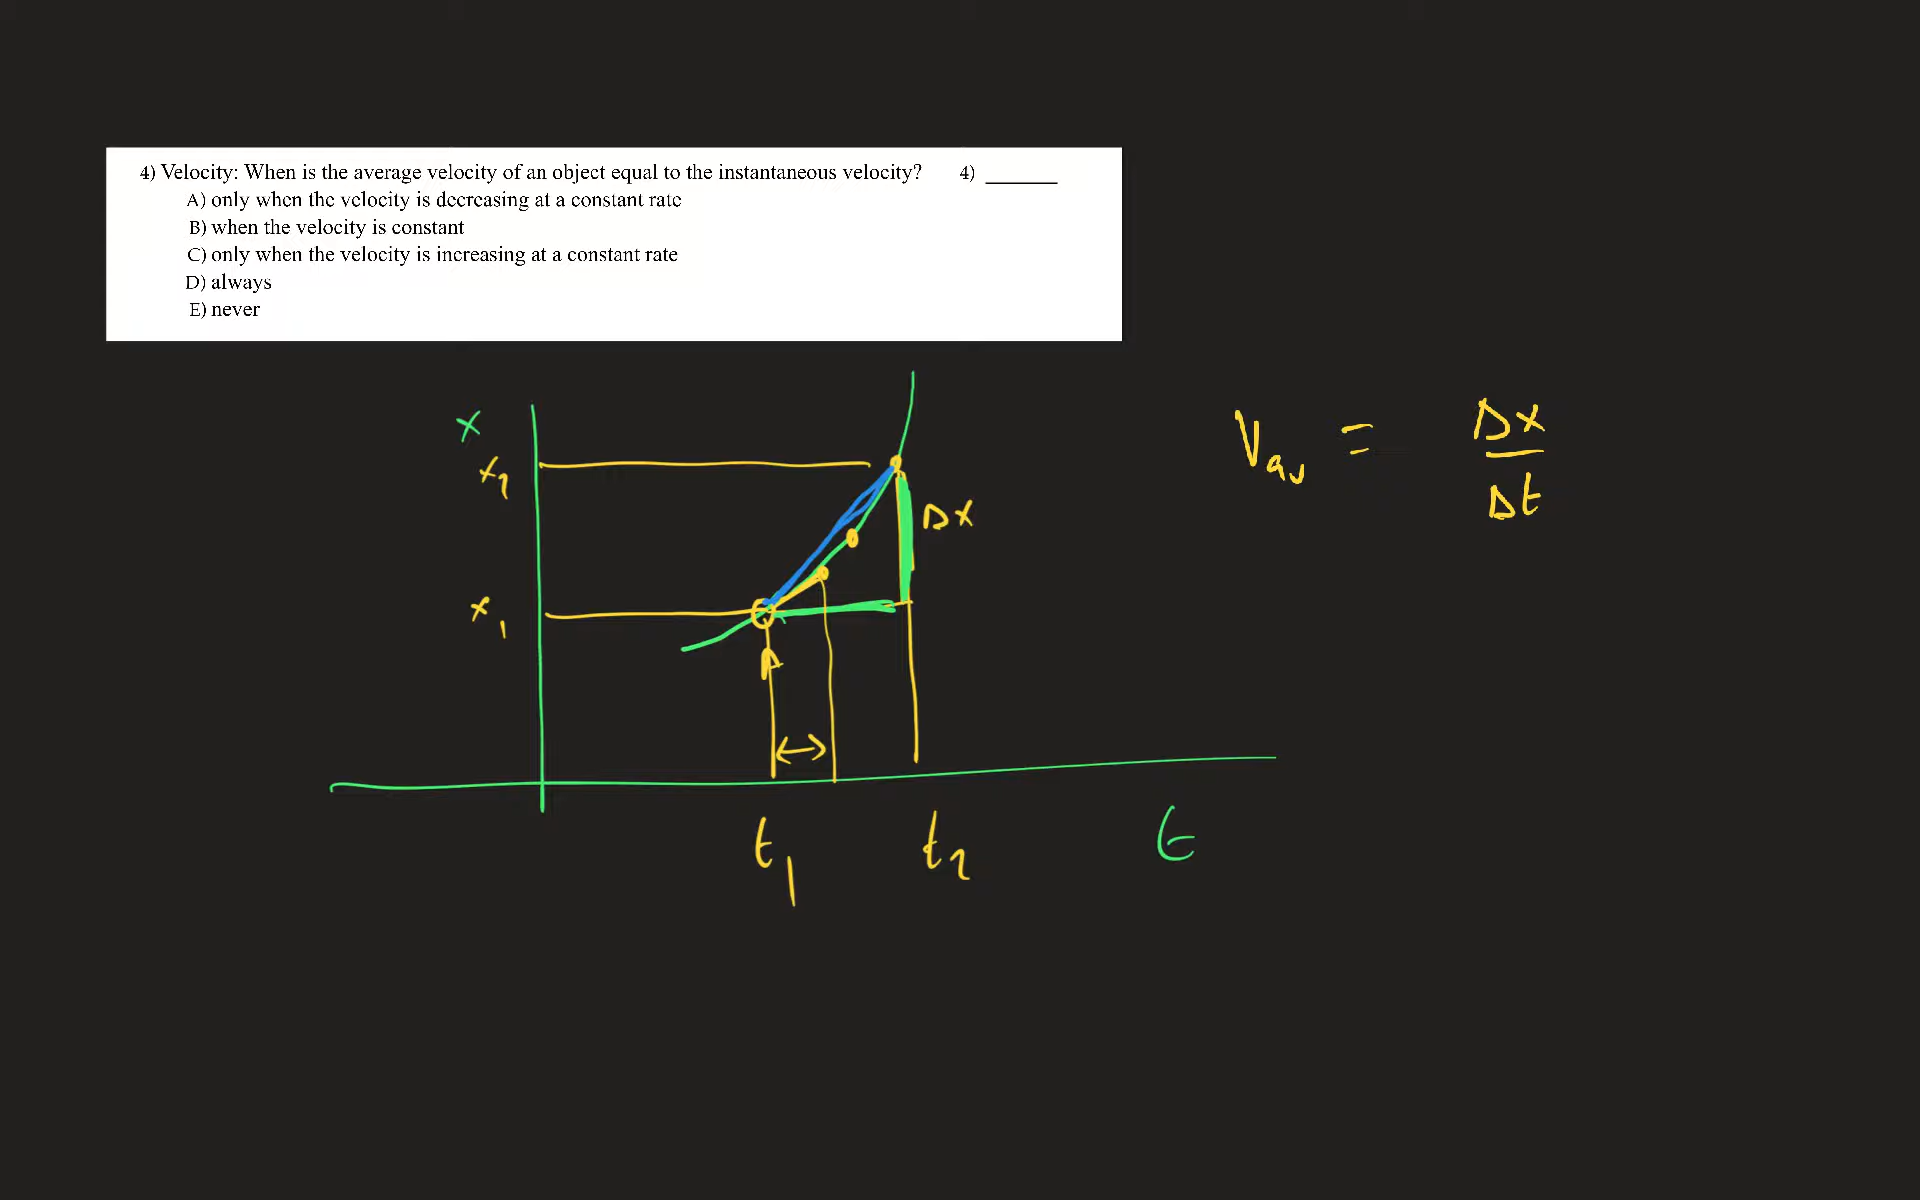 4) Velocity: When is the average velocity of an object equal to the instantaneous velocity? 4) _______
A) only when the velocity is decreasing at a constant rate
B) when the velocity is constant
C) only when the velocity is increasing at a constant rate
D) always
E) never
x
x₂
x₁
Δx
V_av = Δx/Δt
t₁
t₂
t